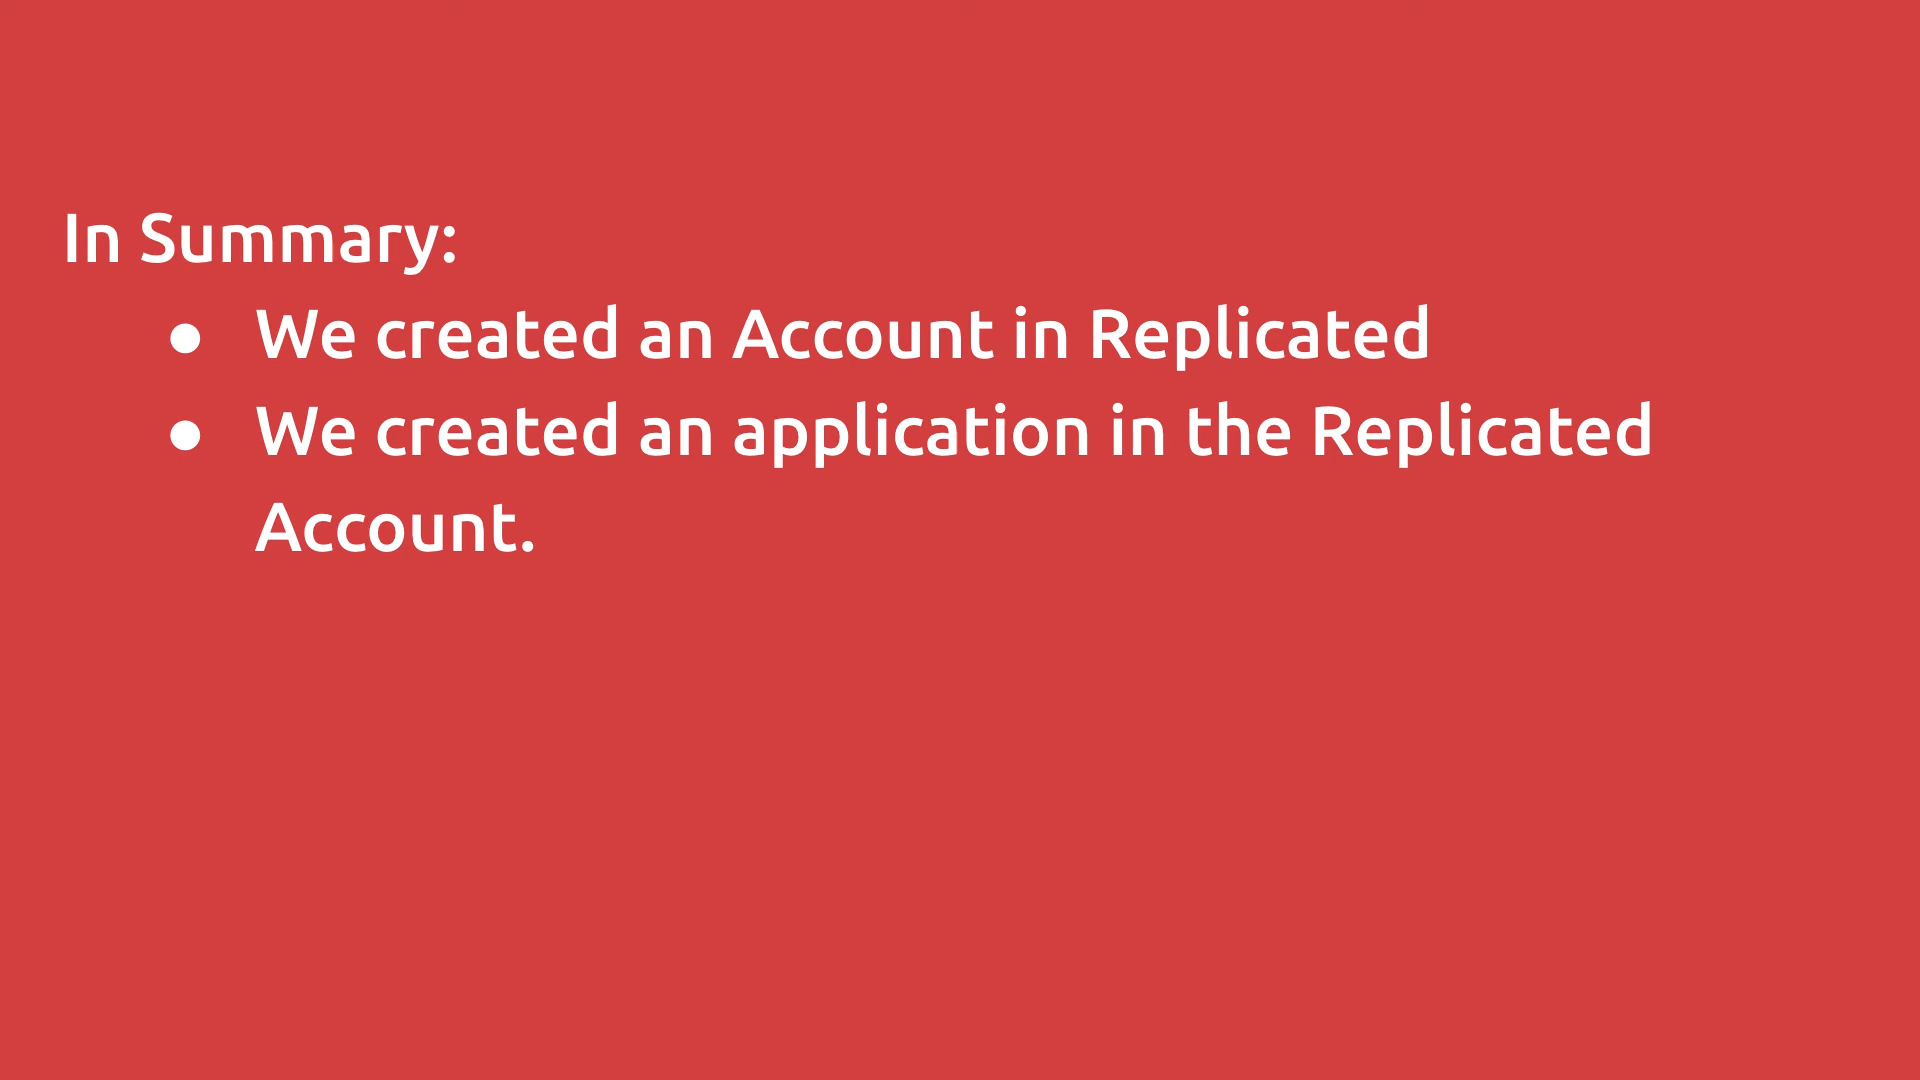 In Summary:
● We created an Account in Replicated
● We created an application in the Replicated
Account.